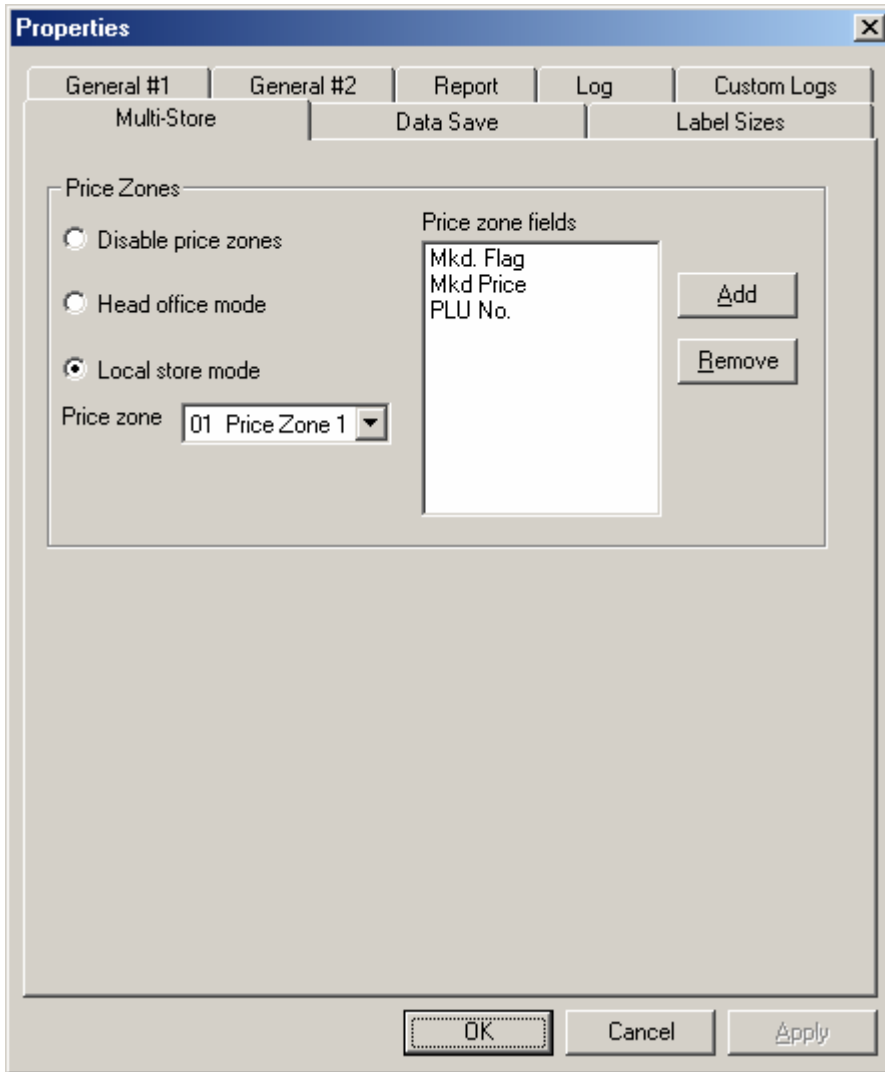 Properties
General #1 General #2 Report Log Custom Logs
Multi-Store Data Save Label Sizes
Price Zones
Disable price zones
Head office mode
Local store mode
Price zone 01 Price Zone 1
Price zone fields
Mkd. Flag
Mkd Price
PLU No.
Add
Remove
OK Cancel Apply